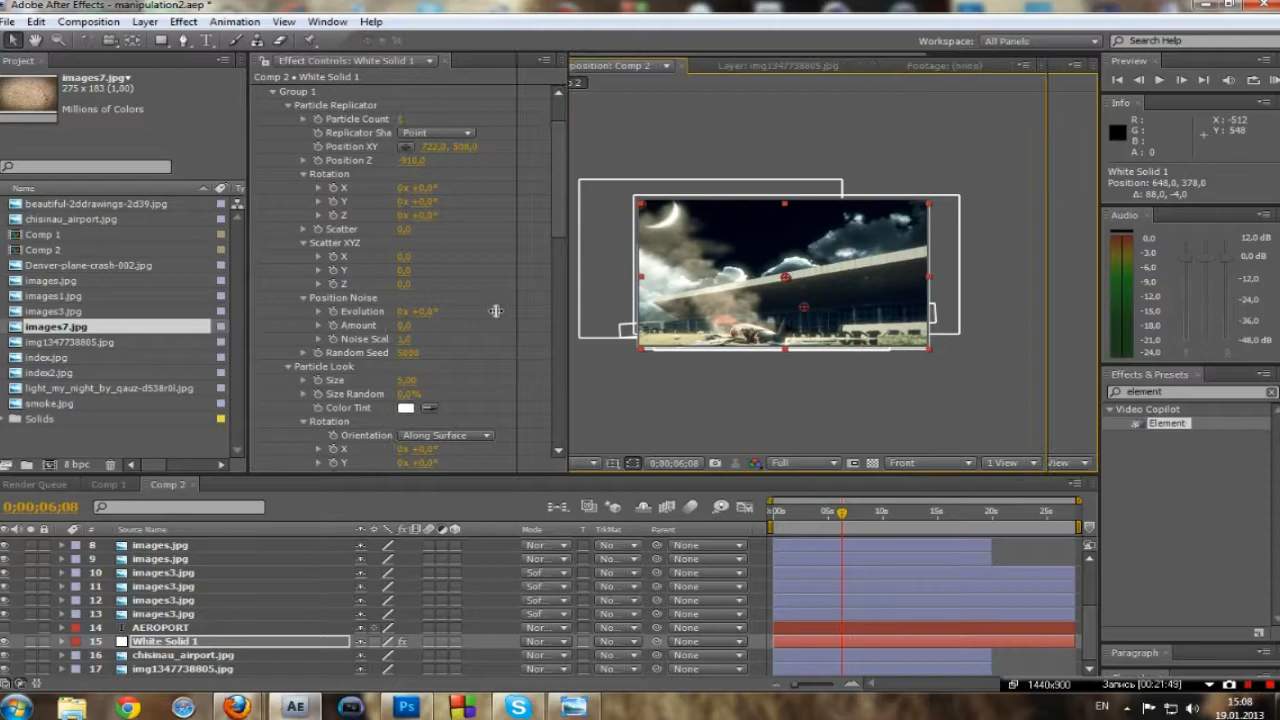 Adobe After Effects - manipulation2.aep *
File Edit Composition Layer Effect Animation View Window Help
Workspace: All Panels Search Help
Project
images7.jpg
275 x 183 (1,00)
Millions of Colors
Name Ty
beautiful-2ddrawings-2d39.jpg
chisinau_airport.jpg
Comp 1
Comp 2
Denver-plane-crash-002.jpg
images.jpg
images1.jpg
images3.jpg
images7.jpg
img1347738805.jpg
index.jpg
index2.jpg
light_my_night_by_qauz-d538r0l.jpg
smoke.jpg
Solids
8 bpc
Effect Controls: White Solid 1
Comp 2 • White Solid 1
Group 1
Particle Replicator
Particle Count
Replicator Sha Point
Position XY 722,0, 508,0
Position Z -918,0
Rotation
X 0x +0,0°
Y 0x +0,0°
Z 0x +0,0°
Scatter 0,0
Scatter XYZ
X 0,0
Y 0,0
Z 0,0
Position Noise
Evolution 0x +0,0°
Amount 0,0
Noise Scal 1,0
Random Seed 5000
Particle Look
Size 5,00
Size Random 0,0%
Color Tint
Rotation
Orientation Along Surface
X 0x +0,0°
Y 0x +0,0°
position: Comp 2 Layer: img1347738805.jpg Footage: (none)
0;00;06;08 Full Front 1 View View
Preview
Info
R: X: -512
G: Y: 548
B:
A: 0
White Solid 1
Position: 648,0, 378,0
Δ: 88,0, -4,0
Audio
0,0 12,0 dB
-3,0
-6,0
-9,0 0,0 dB
-12,0
-15,0
-18,0
-21,0
-24,0
-24,0
-48,0 dB
Effects & Presets
element
Video Copilot
Element
Paragraph
Render Queue Comp 1 Comp 2
0;00;06;08
# Source Name Mode T TrkMat Parent
05s 10s 15s 20s 25s
8 images.jpg Nor... No... None
9 images.jpg Nor... No... None
10 images3.jpg Sof... No... None
11 images3.jpg Sof... No... None
12 images3.jpg Sof... No... None
13 images3.jpg Sof... No... None
14 T AEROPORT Nor... No... None
15 White Solid 1 Nor... No... None
16 chisinau_airport.jpg Nor... No... None
17 img1347738805.jpg Nor... No... None
1440x900 Запись [00:21:49]
AE Ps S
EN 15:08
19.01.2013